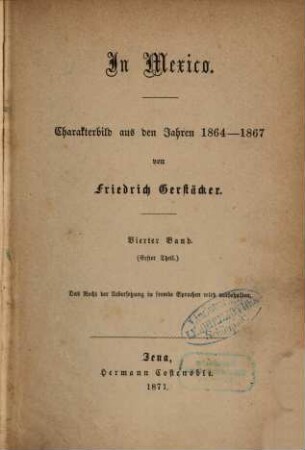 In Mexico.
Charakterbild aus den Jahren 1864—1867
von
Friedrich Gerstäcker.
Vierter Band.
(Erster Theil.)
Das Recht der Uebersetzung in fremde Sprachen wird vorbehalten.
Jena,
Hermann Costenoble.
1871.